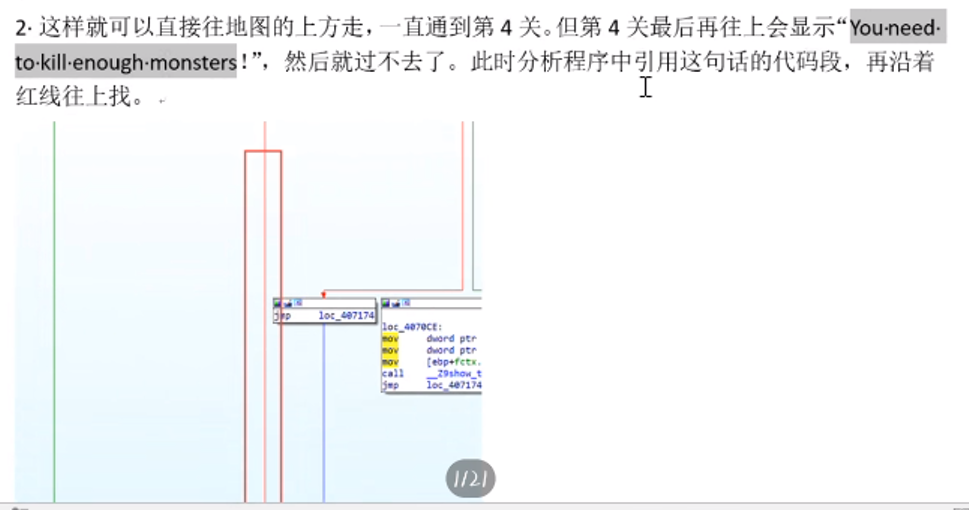 2· 这样就可以直接往地图的上方走，一直通到第 4 关。但第 4 关最后再往上会显示“You·need·
to·kill·enough·monsters！”，然后就过不去了。此时分析程序中引用这句话的代码段，再沿着
红线往上找。
jmp loc_407174
loc_4070CE:
mov dword ptr
mov dword ptr
mov [ebp+fctx.
call __Z9show_t
jmp loc_407174
1/21